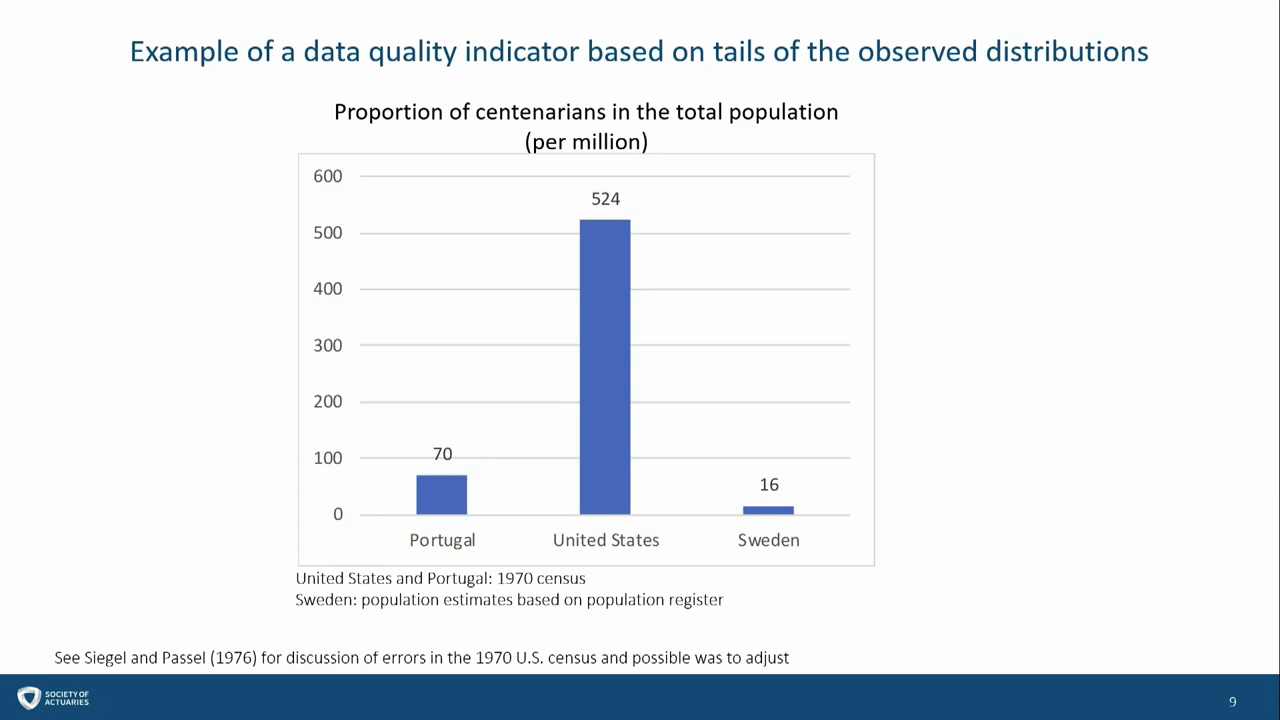 Example of a data quality indicator based on tails of the observed distributions
Proportion of centenarians in the total population
(per million)
600
500
400
300
200
100
0
70
524
16
Portugal
United States
Sweden
United States and Portugal: 1970 census
Sweden: population estimates based on population register
See Siegel and Passel (1976) for discussion of errors in the 1970 U.S. census and possible was to adjust
SOCIETY OF
ACTUARIES
9